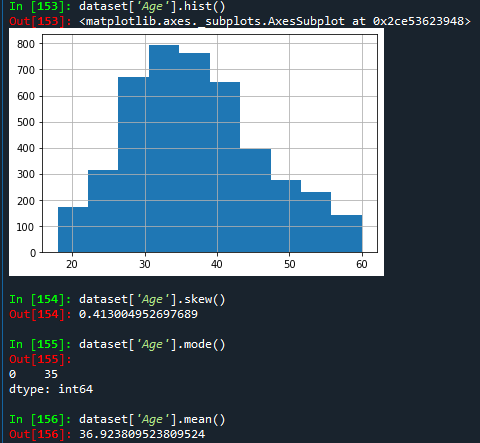 In [153]: dataset['Age'].hist()
Out[153]: <matplotlib.axes._subplots.AxesSubplot at 0x2ce53623948>
800
700
600
500
400
300
200
100
0
20 30 40 50 60
In [154]: dataset['Age'].skew()
Out[154]: 0.413004952697689
In [155]: dataset['Age'].mode()
Out[155]:
0    35
dtype: int64
In [156]: dataset['Age'].mean()
Out[156]: 36.923809523809524